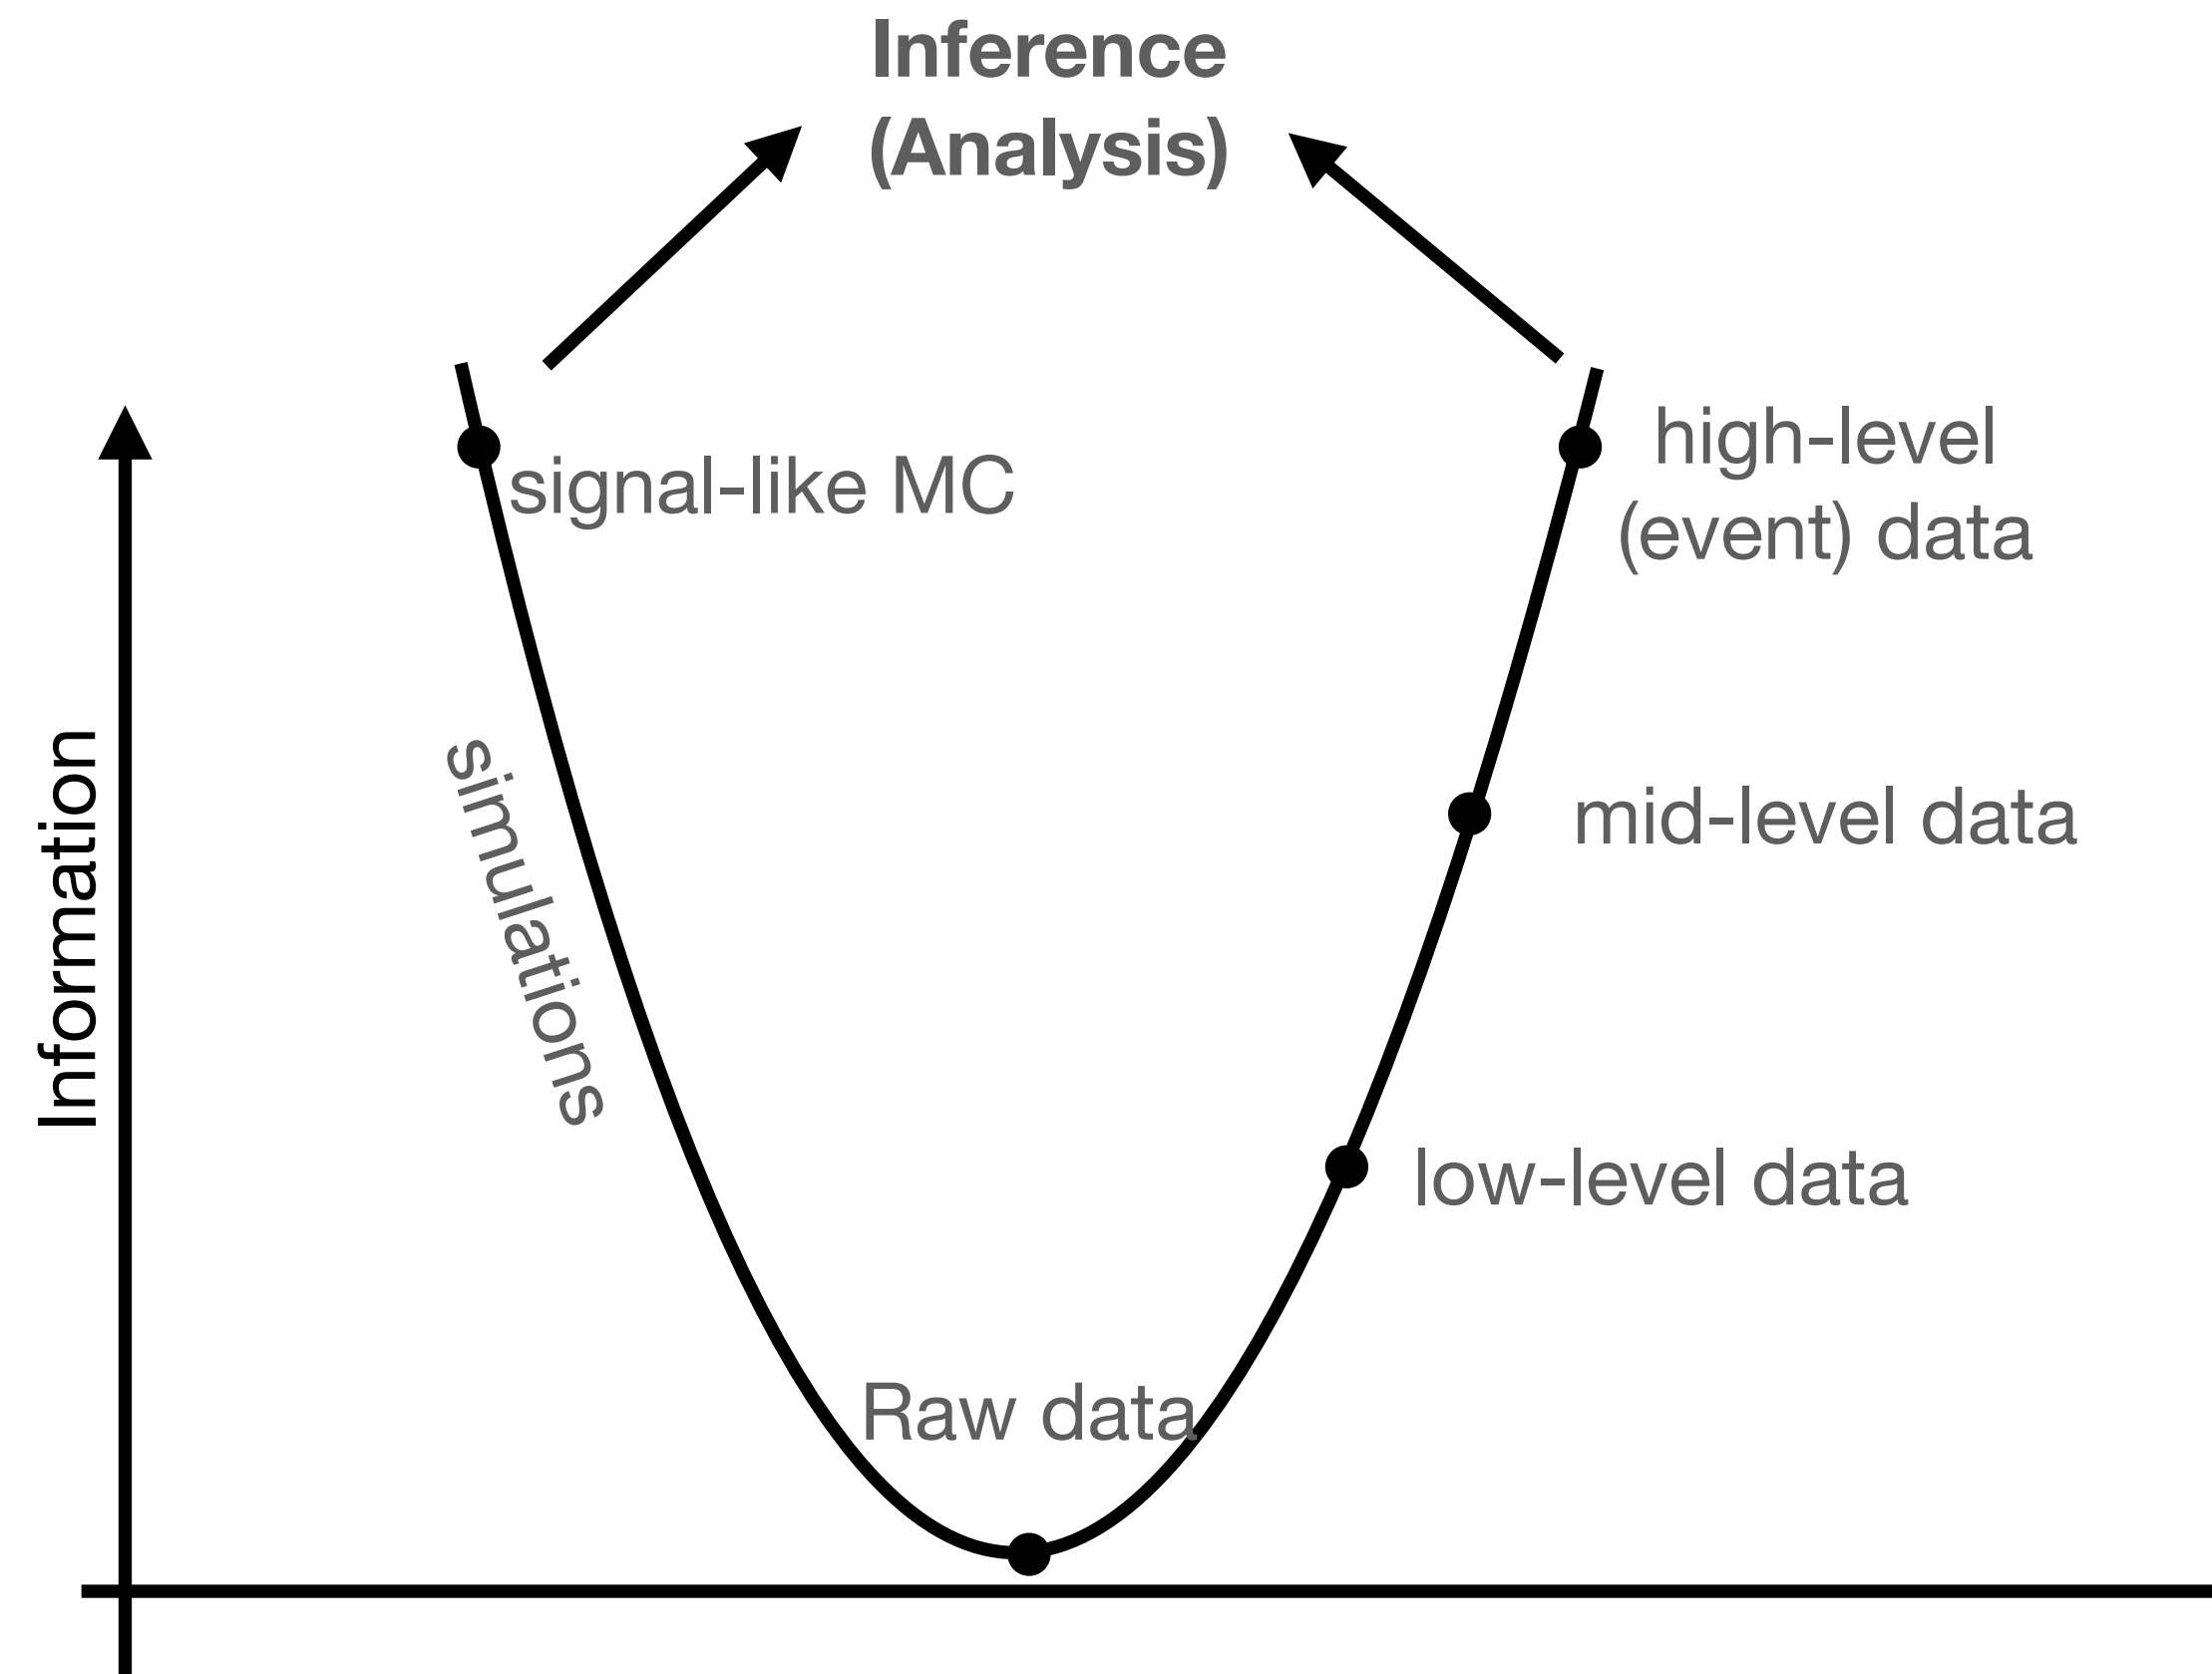 Inference
(Analysis)
signal-like MC
high-level
(event) data
Information
simulations
mid-level data
low-level data
Raw data